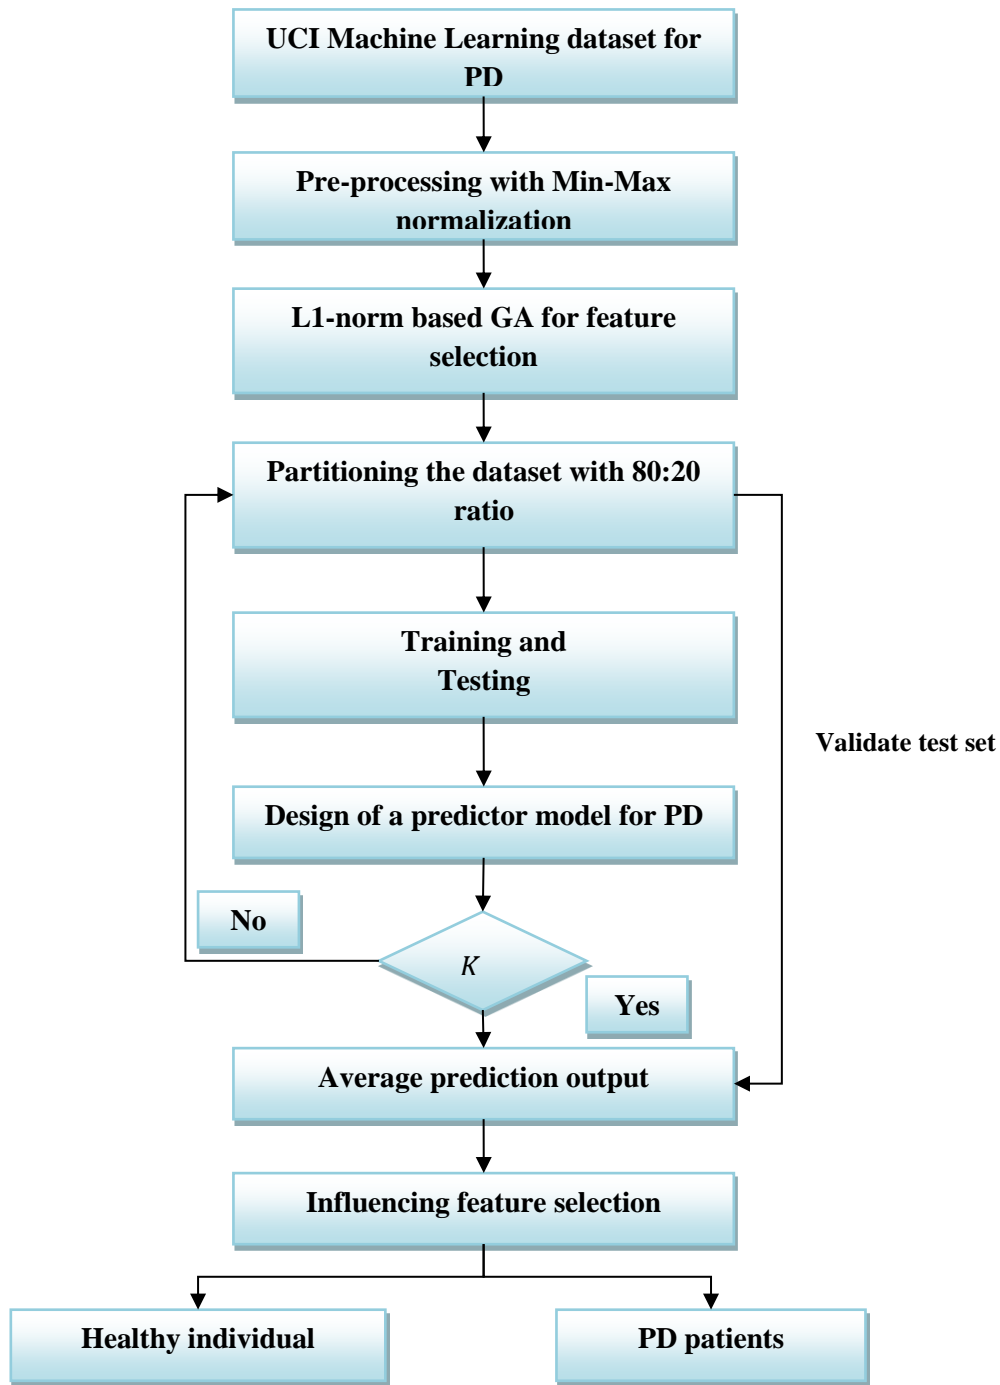 UCI Machine Learning dataset for
PD
Pre-processing with Min-Max
normalization
L1-norm based GA for feature
selection
Partitioning the dataset with 80:20
ratio
Training and
Testing
Validate test set
Design of a predictor model for PD
No
K
Yes
Average prediction output
Influencing feature selection
Healthy individual
PD patients